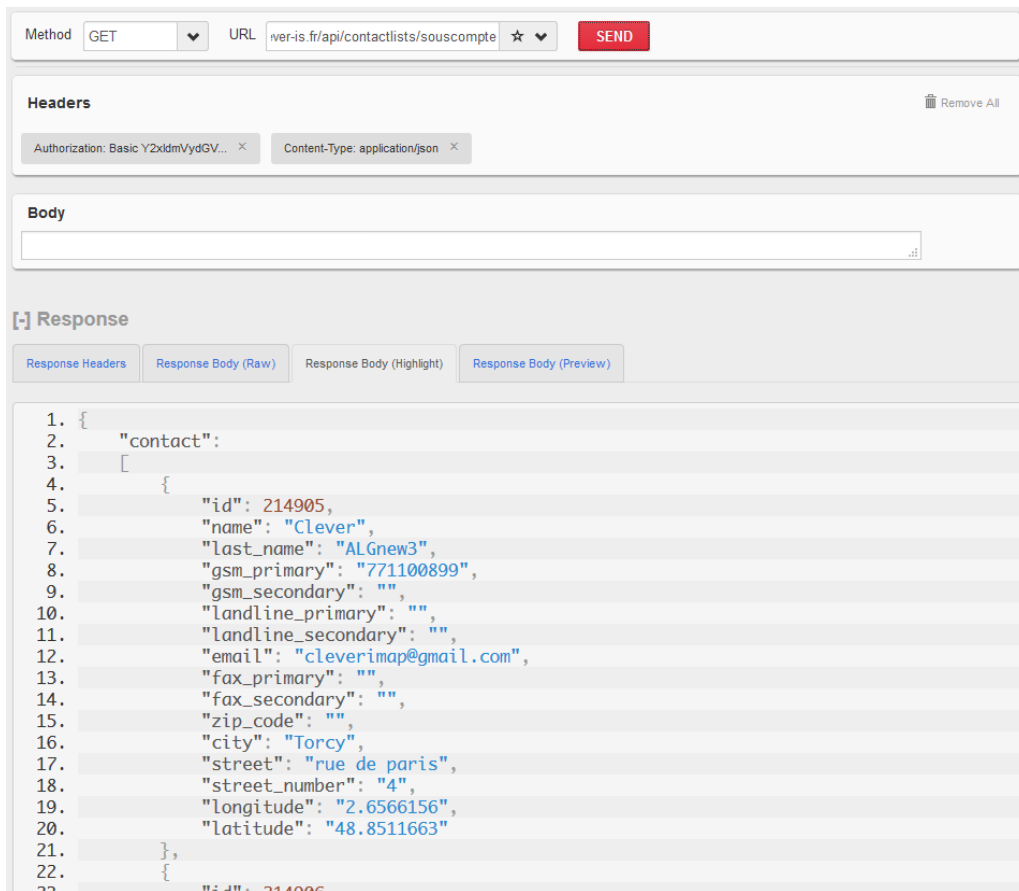 Method GET URL ver-is.fr/api/contactlists/souscompte SEND
Headers Remove All
Authorization: Basic Y2xldmVydGV... × Content-Type: application/json ×
Body
[-] Response
Response Headers Response Body (Raw) Response Body (Highlight) Response Body (Preview)
1. {
2. "contact":
3. [
4. {
5. "id": 214905,
6. "name": "Clever",
7. "last_name": "ALGnew3",
8. "gsm_primary": "771100899",
9. "gsm_secondary": "",
10. "landline_primary": "",
11. "landline_secondary": "",
12. "email": "cleverimap@gmail.com",
13. "fax_primary": "",
14. "fax_secondary": "",
15. "zip_code": "",
16. "city": "Torcy",
17. "street": "rue de paris",
18. "street_number": "4",
19. "longitude": "2.6566156",
20. "latitude": "48.8511663"
21. },
22. {
23. "id": 214906,